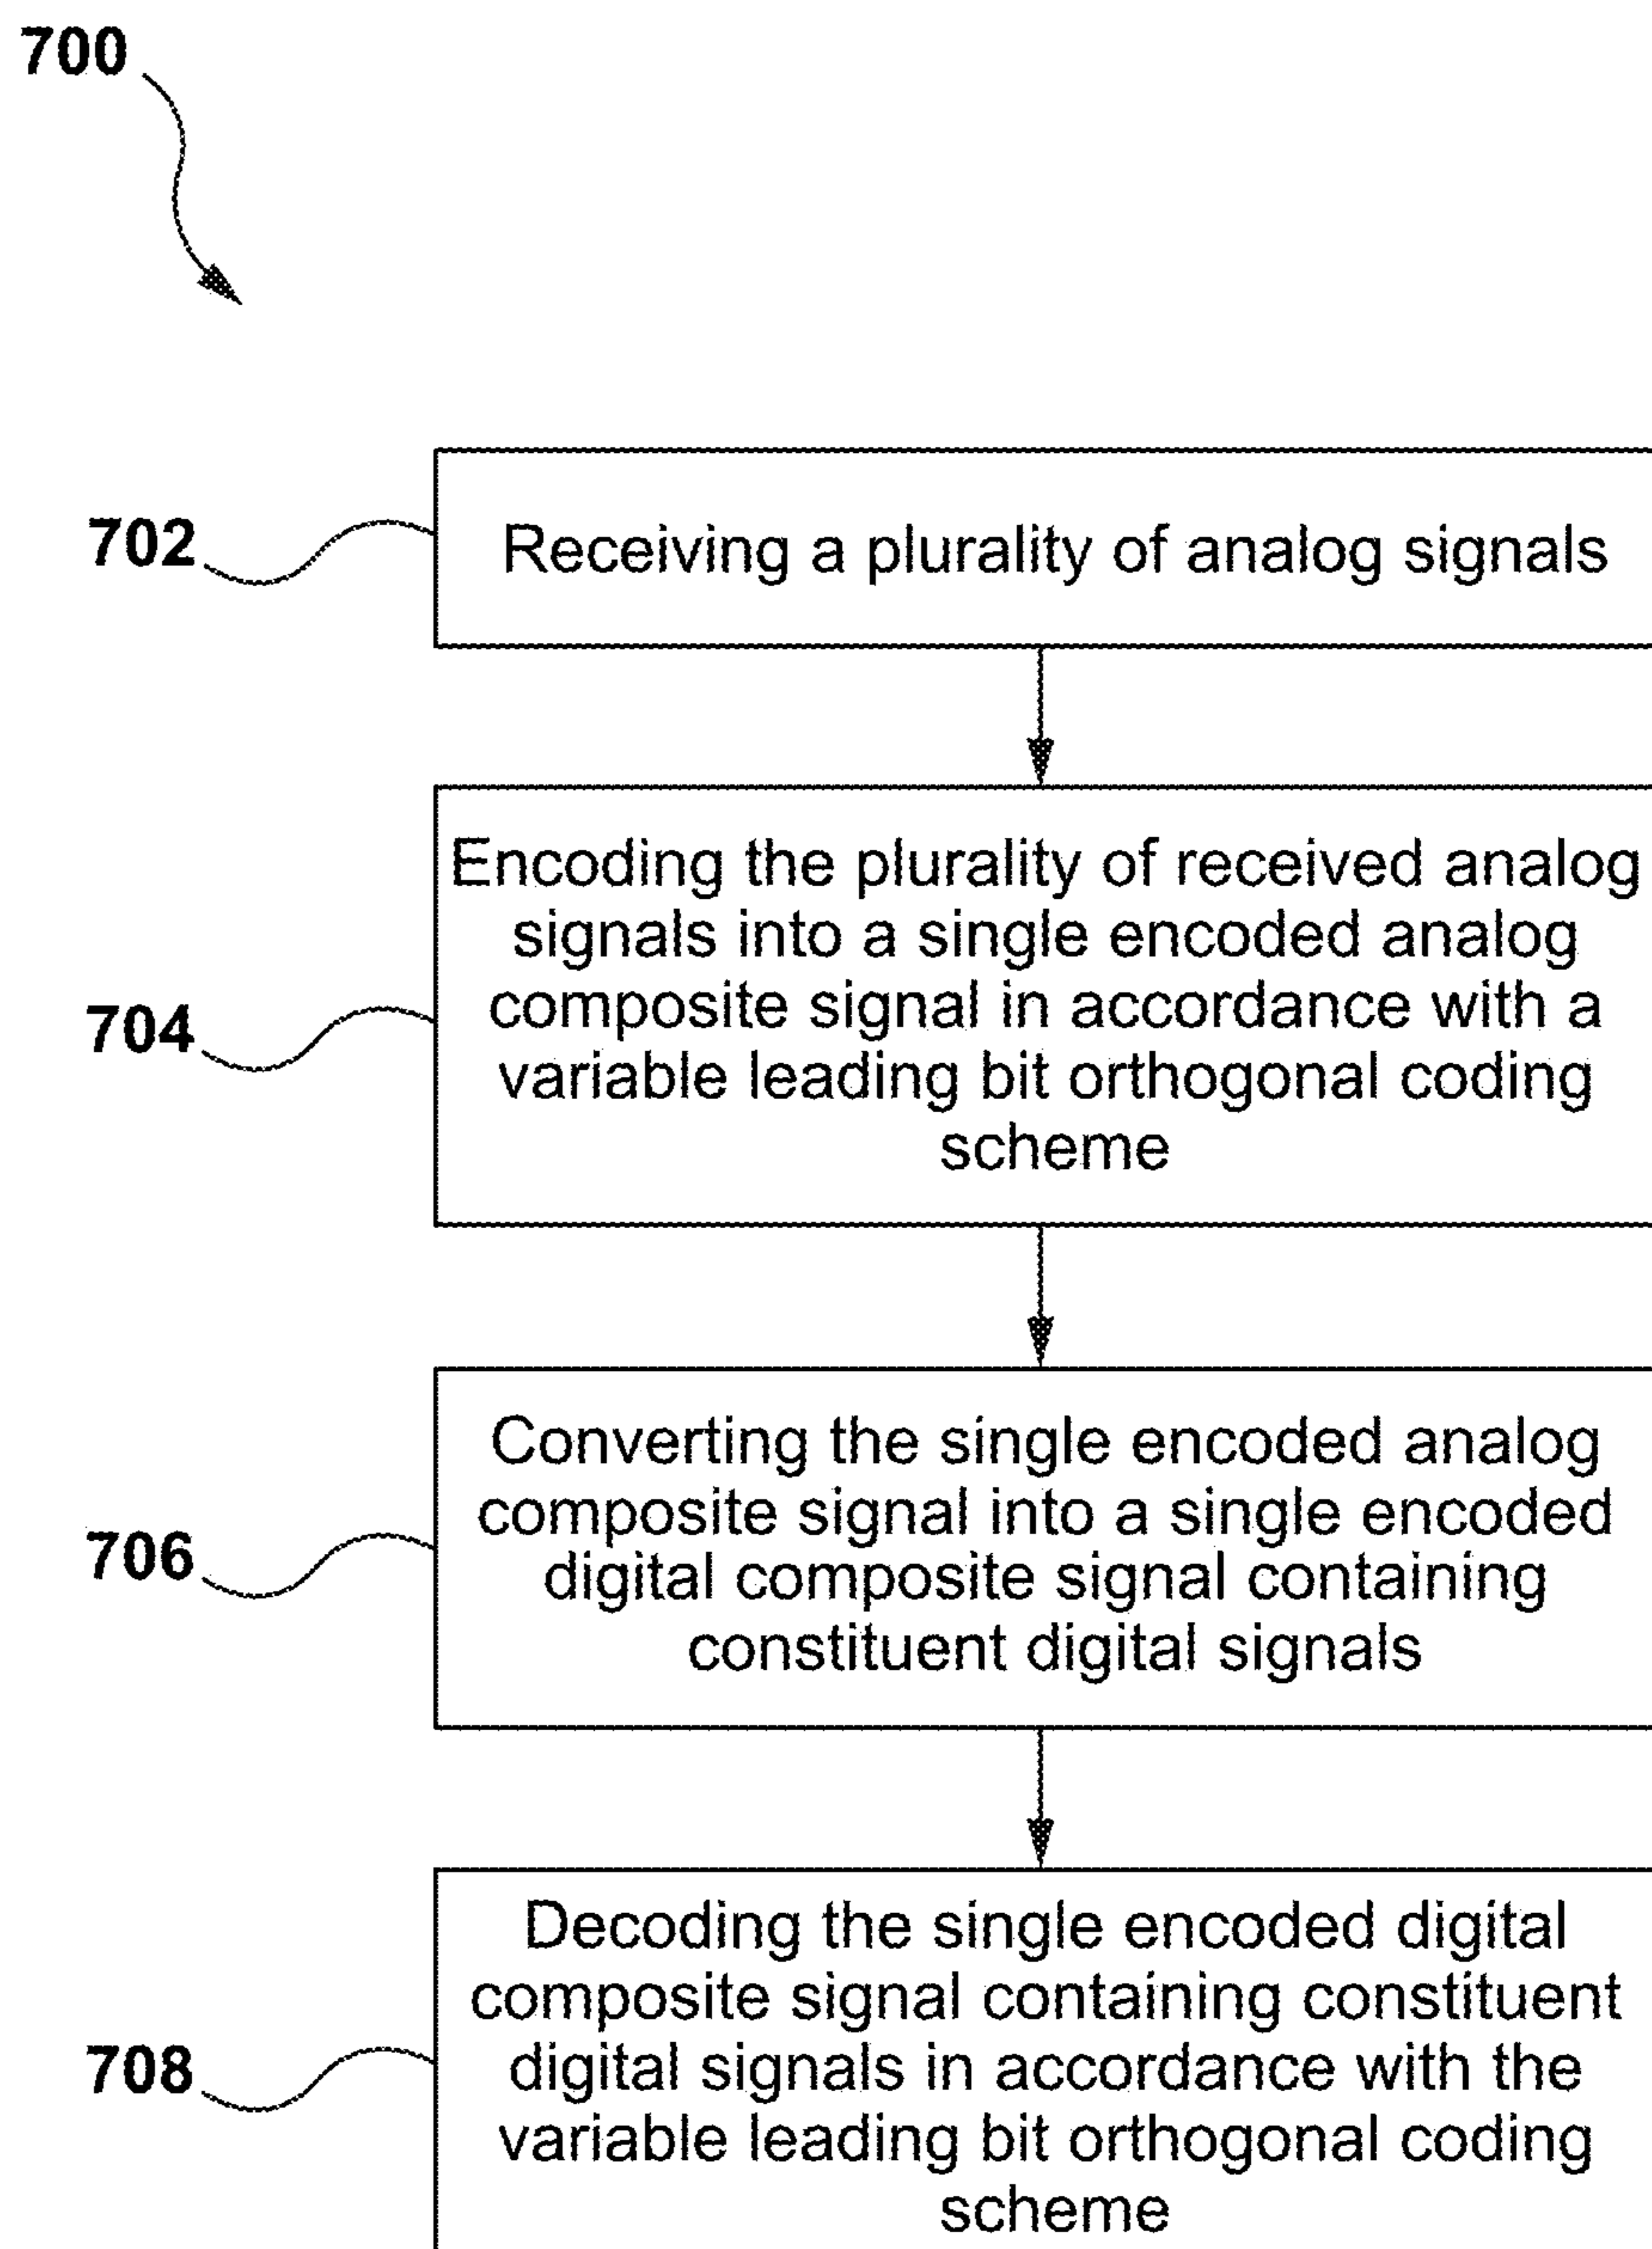 700
702
Receiving a plurality of analog signals
704
Encoding the plurality of received analog
signals into a single encoded analog
composite signal in accordance with a
variable leading bit orthogonal coding
scheme
706
Converting the single encoded analog
composite signal into a single encoded
digital composite signal containing
constituent digital signals
708
Decoding the single encoded digital
composite signal containing constituent
digital signals in accordance with the
variable leading bit orthogonal coding
scheme